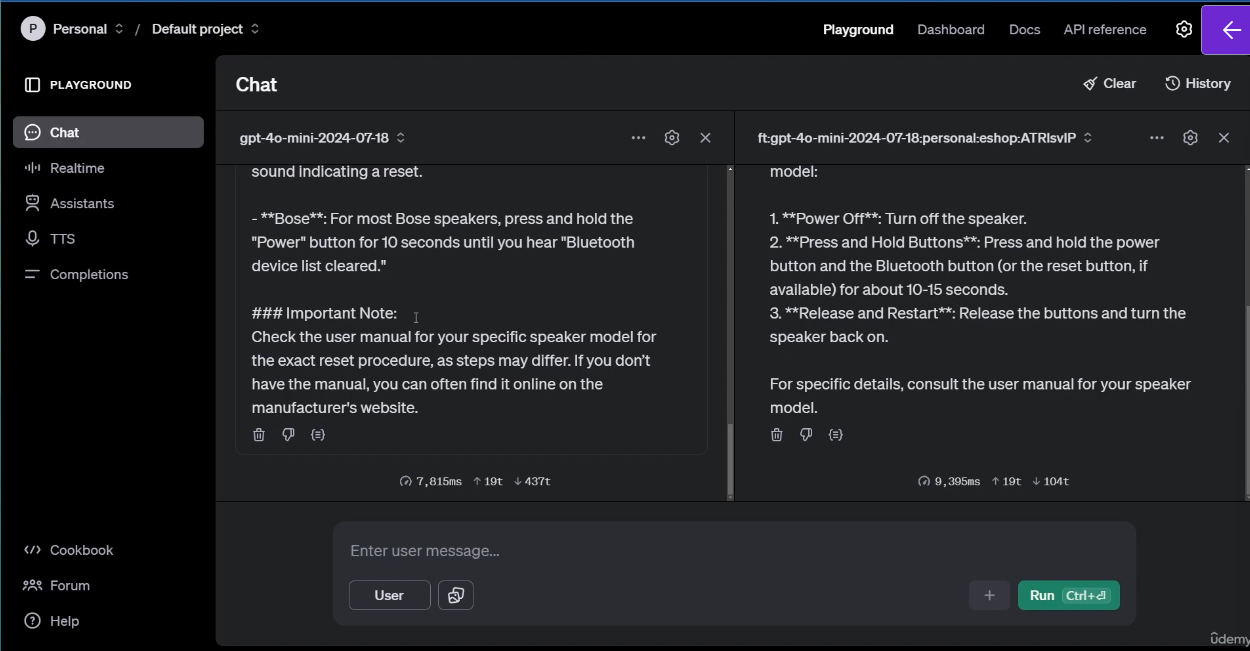 P Personal / Default project
Playground Dashboard Docs API reference
PLAYGROUND
Chat
Realtime
Assistants
TTS
Completions
Cookbook
Forum
Help
Chat
Clear History
gpt-4o-mini-2024-07-18
sound indicating a reset.
- **Bose**: For most Bose speakers, press and hold the
"Power" button for 10 seconds until you hear "Bluetooth
device list cleared."
### Important Note:
Check the user manual for your specific speaker model for
the exact reset procedure, as steps may differ. If you don't
have the manual, you can often find it online on the
manufacturer's website.
7,815ms ↑19t ↓437t
ft:gpt-4o-mini-2024-07-18:personal:eshop:ATRIsvIP
model:
1. **Power Off**: Turn off the speaker.
2. **Press and Hold Buttons**: Press and hold the power
button and the Bluetooth button (or the reset button, if
available) for about 10-15 seconds.
3. **Release and Restart**: Release the buttons and turn the
speaker back on.
For specific details, consult the user manual for your speaker
model.
9,395ms ↑19t ↓104t
Enter user message...
User
+ Run Ctrl+⏎
udemy